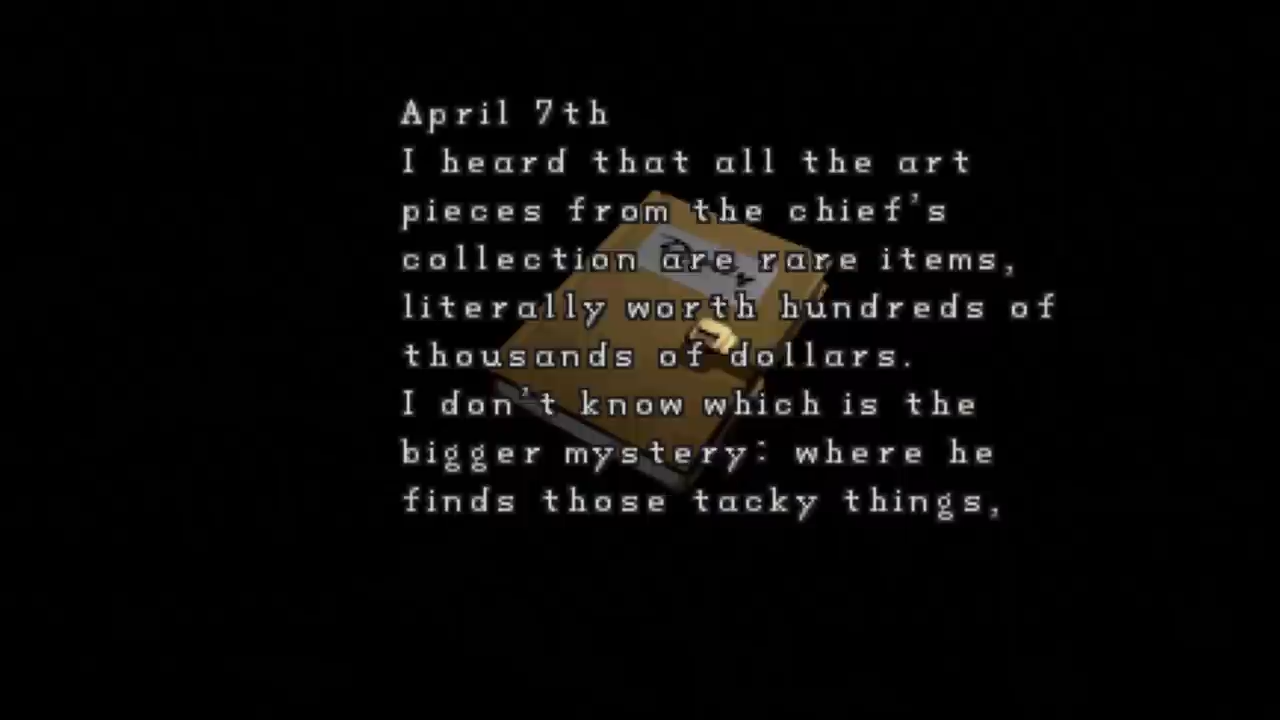 April 7th
I heard that all the art
pieces from the chief's
collection are rare items,
literally worth hundreds of
thousands of dollars.
I don't know which is the
bigger mystery: where he
finds those tacky things,